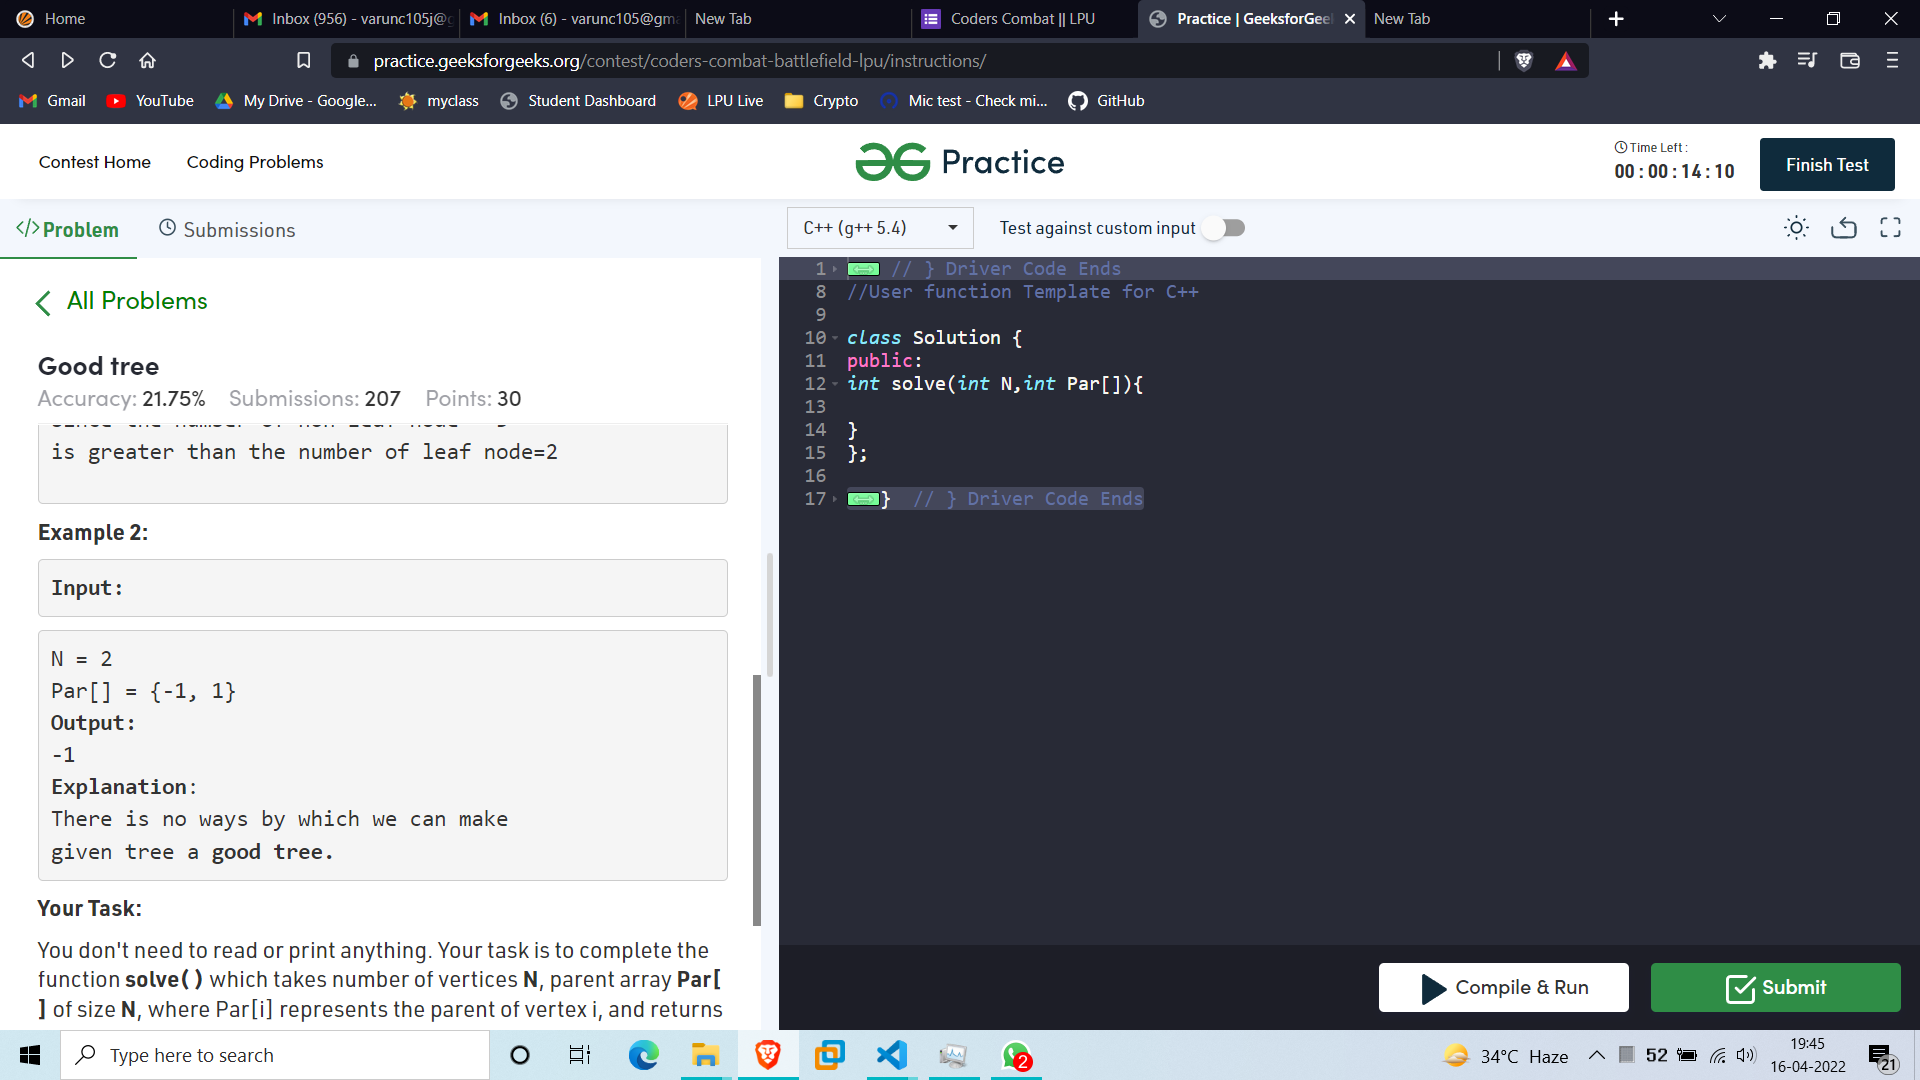 Home
Inbox (956) - varunc105j@g
Inbox (6) - varunc105@gma
New Tab
Coders Combat || LPU
Practice | GeeksforGeek
New Tab
practice.geeksforgeeks.org/contest/coders-combat-battlefield-lpu/instructions/
Gmail
YouTube
My Drive - Google...
myclass
Student Dashboard
LPU Live
Crypto
Mic test - Check mi...
GitHub
Contest Home
Coding Problems
Practice
Time Left :
00 : 00 : 14 : 10
Finish Test
</> Problem
Submissions
C++ (g++ 5.4)
Test against custom input
All Problems
Good tree
Accuracy: 21.75% Submissions: 207 Points: 30
is greater than the number of leaf node=2
Example 2:
Input:
N = 2
Par[] = {-1, 1}
Output:
-1
Explanation:
There is no ways by which we can make
given tree a good tree.
Your Task:
You don't need to read or print anything. Your task is to complete the
function solve() which takes number of vertices N, parent array Par[
] of size N, where Par[i] represents the parent of vertex i, and returns
1 // } Driver Code Ends
8 //User function Template for C++
9
10 class Solution {
11 public:
12 int solve(int N,int Par[]){
13
14 }
15 };
16
17 } // } Driver Code Ends
Compile & Run
Submit
Type here to search
2
34°C Haze
52
19:45
16-04-2022
21